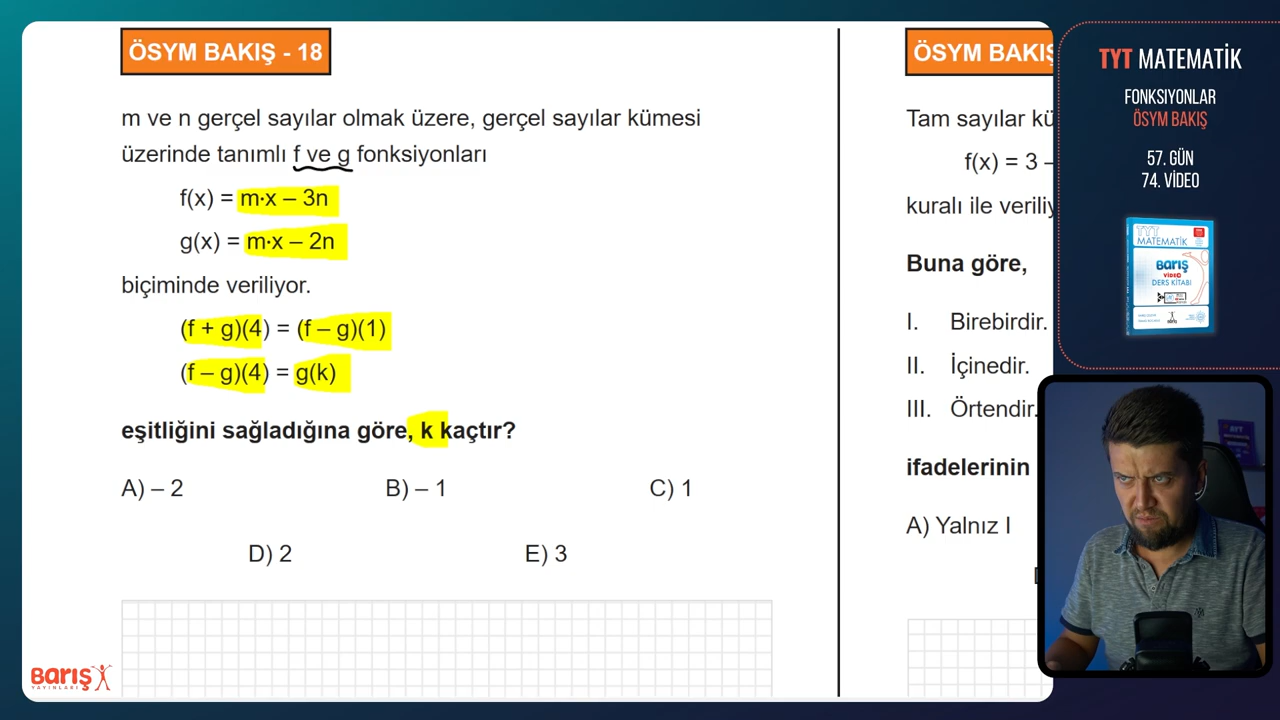 ÖSYM BAKIŞ - 18
m ve n gerçel sayılar olmak üzere, gerçel sayılar kümesi
üzerinde tanımlı f ve g fonksiyonları
f(x) = m·x – 3n
g(x) = m·x – 2n
biçiminde veriliyor.
(f + g)(4) = (f – g)(1)
(f – g)(4) = g(k)
eşitliğini sağladığına göre, k kaçtır?
A) – 2
B) – 1
C) 1
D) 2
E) 3
BARIŞ
YAYINLARI
ÖSYM BAKIŞ
Tam sayılar kü
f(x) = 3 –
kuralı ile veriliy
Buna göre,
I. Birebirdir.
II. İçinedir.
III. Örtendir.
ifadelerinin
A) Yalnız I
TYT MATEMATİK
FONKSIYONLAR
ÖSYM BAKIŞ
57. GÜN
74. VİDEO
TYT
MATEMATİK
BARIŞ
VİDEO
DERS KİTABI